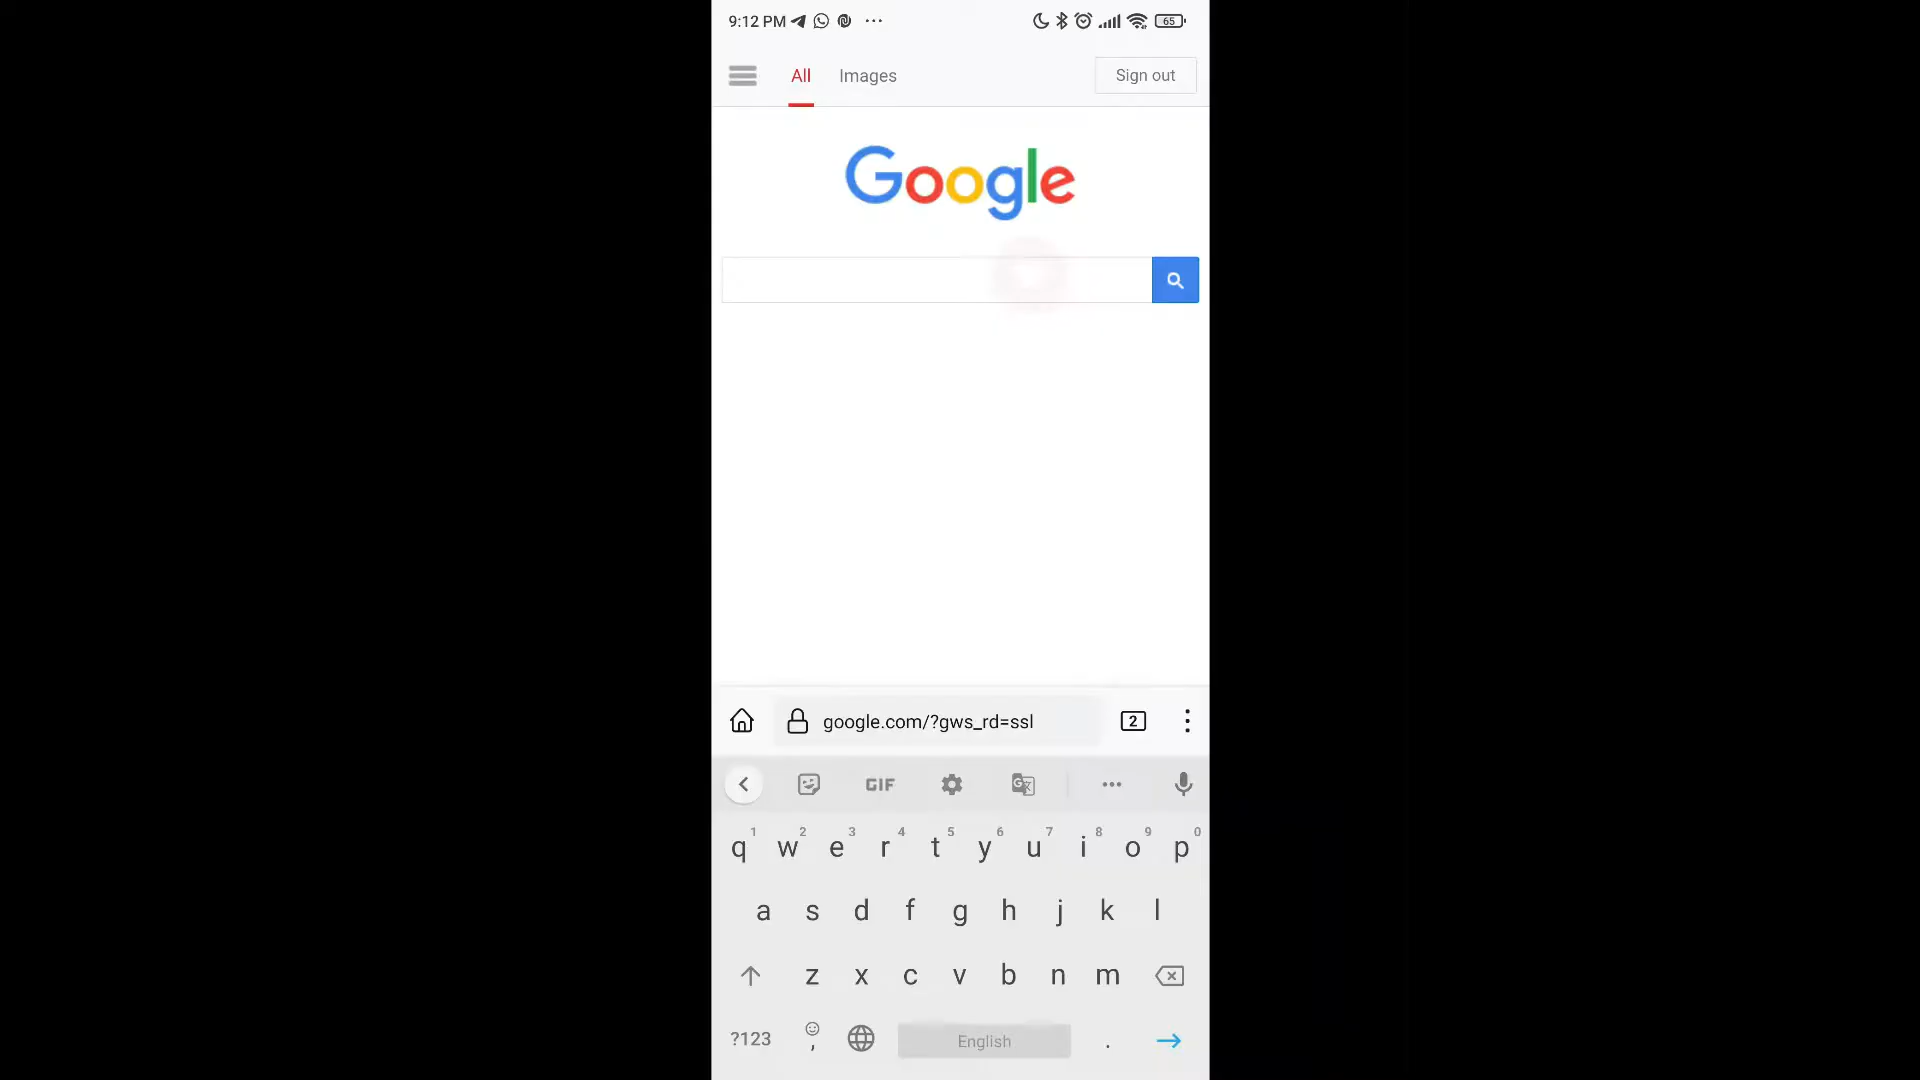 9:12 PM 65
All Images Sign out
Google
google.com/?gws_rd=ssl 2
GIF
1 2 3 4 5 6 7 8 9 0
q w e r t y u i o p
a s d f g h j k l
z x c v b n m
?123 , English .